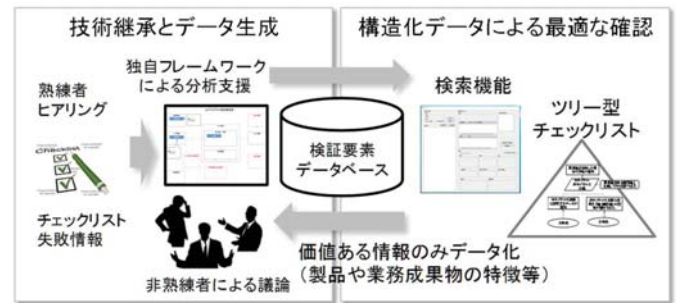 技術継承とデータ生成
構造化データによる最適な確認
熟練者
ヒアリング
独自フレームワーク
による分析支援
検索機能
ツリー型
チェックリスト
検証要素
データベース
チェックリスト
失敗情報
非熟練者による議論
価値ある情報のみデータ化
(製品や業務成果物の特徴等)